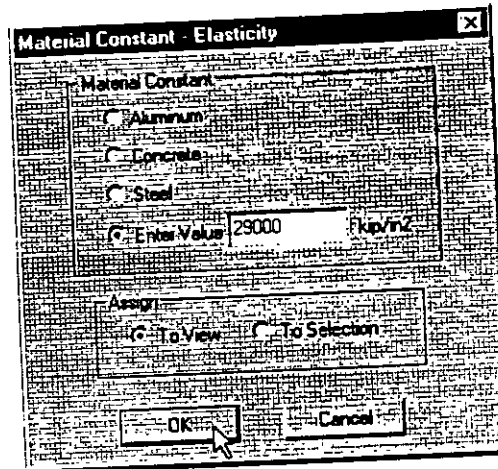 Material Constant - Elasticity
Material Constant
Aluminum
Concrete
Steel
Enter Value 29000 kip/in2
Assign
To View To Selection
OK Cancel